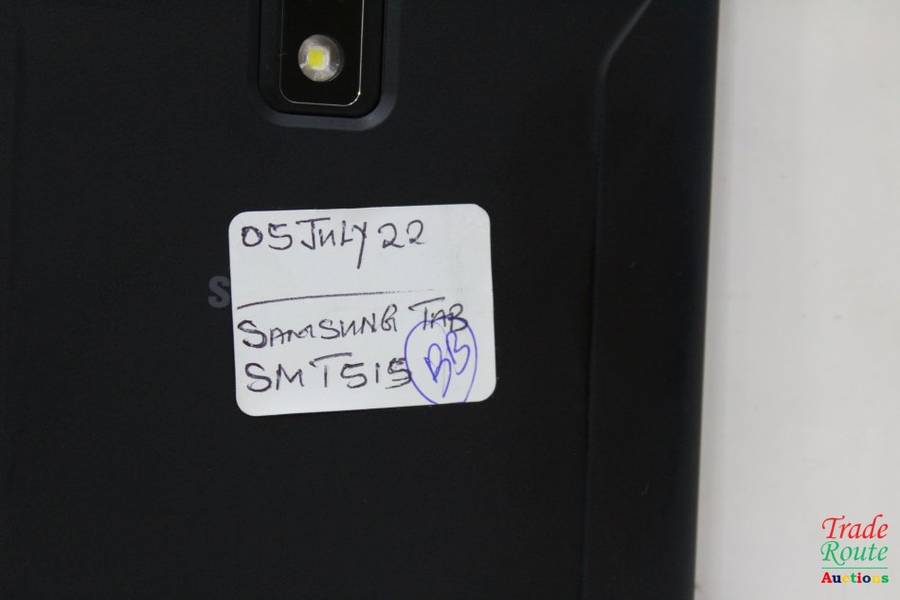 05 JULY 22
S
SAMSUNG TAB
SMT515
BB
Trade
Route
Auctions